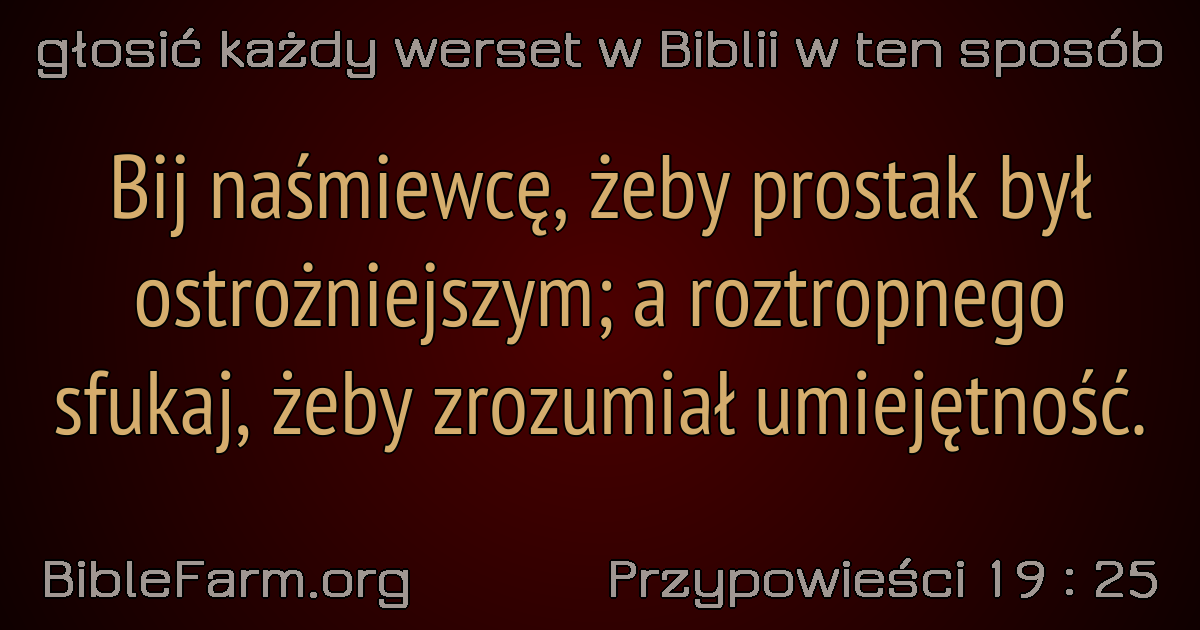 głosić każdy werset w Biblii w ten sposób
Bij naśmiewcę, żeby prostak był
ostrożniejszym; a roztropnego
sfukaj, żeby zrozumiał umiejętność.
BibleFarm.org
Przypowieści 19 : 25